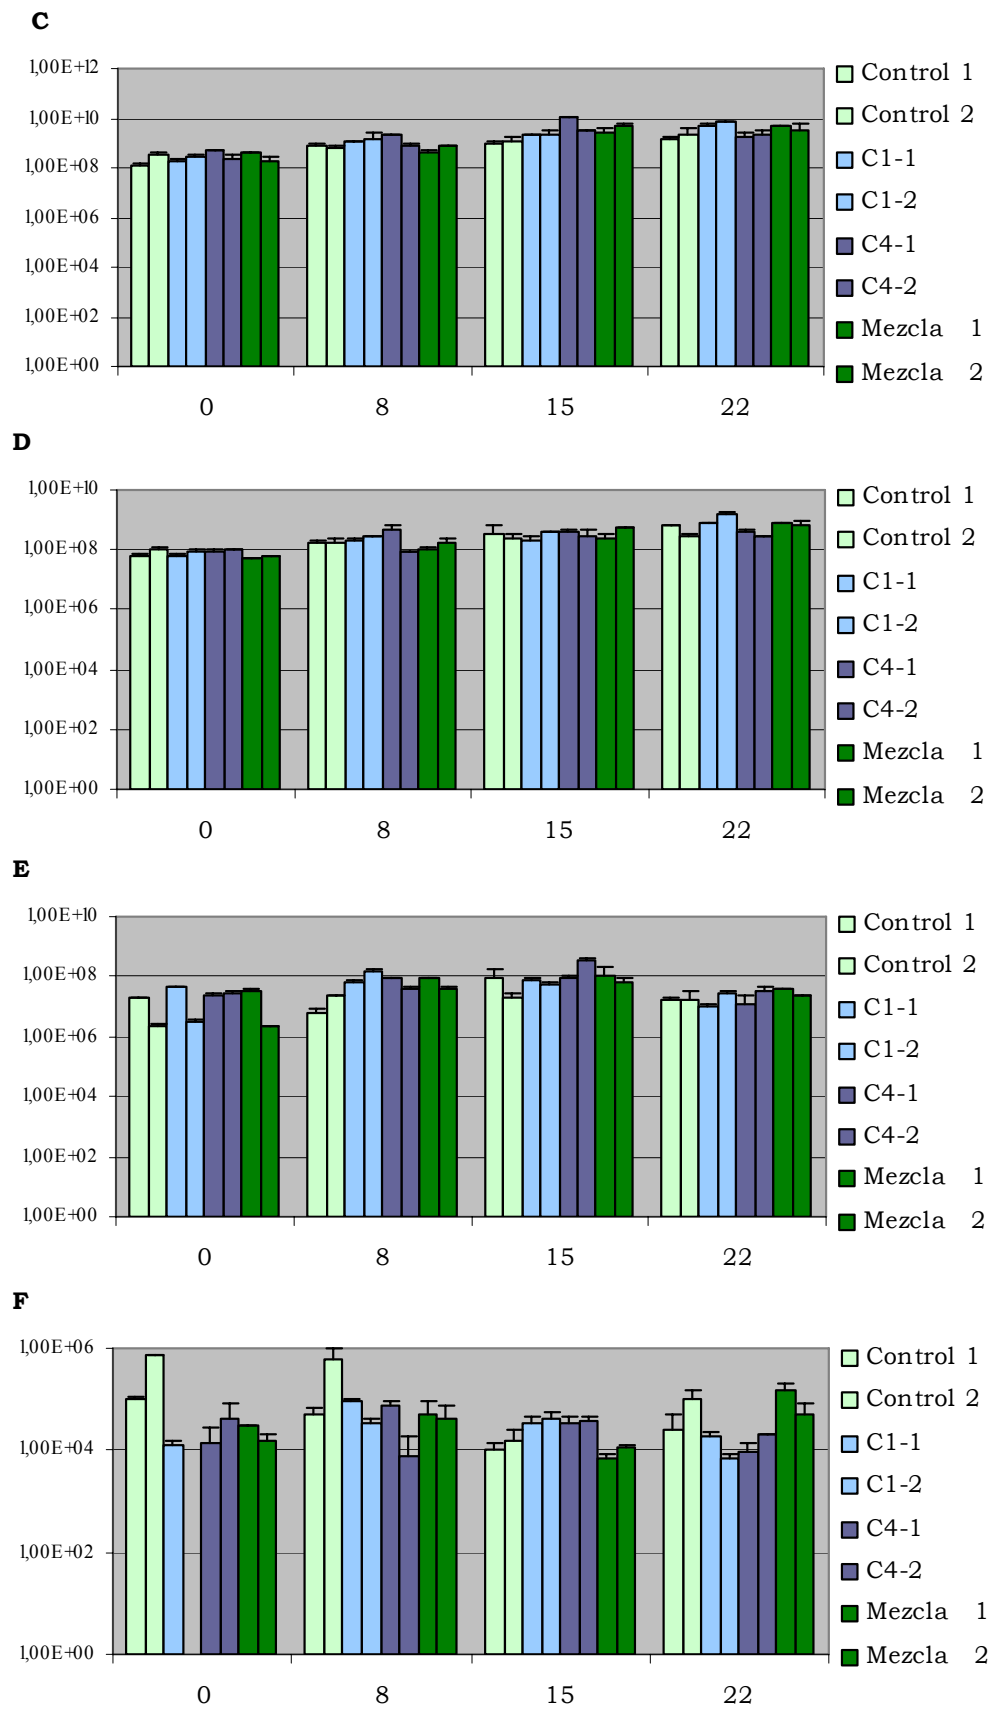 C
1,00E+12
1,00E+10
1,00E+08
1,00E+06
1,00E+04
1,00E+02
1,00E+00
0 8 15 22
Control 1
Control 2
C1-1
C1-2
C4-1
C4-2
Mezcla 1
Mezcla 2
D
1,00E+10
1,00E+08
1,00E+06
1,00E+04
1,00E+02
1,00E+00
0 8 15 22
Control 1
Control 2
C1-1
C1-2
C4-1
C4-2
Mezcla 1
Mezcla 2
E
1,00E+10
1,00E+08
1,00E+06
1,00E+04
1,00E+02
1,00E+00
0 8 15 22
Control 1
Control 2
C1-1
C1-2
C4-1
C4-2
Mezcla 1
Mezcla 2
F
1,00E+06
1,00E+04
1,00E+02
1,00E+00
0 8 15 22
Control 1
Control 2
C1-1
C1-2
C4-1
C4-2
Mezcla 1
Mezcla 2